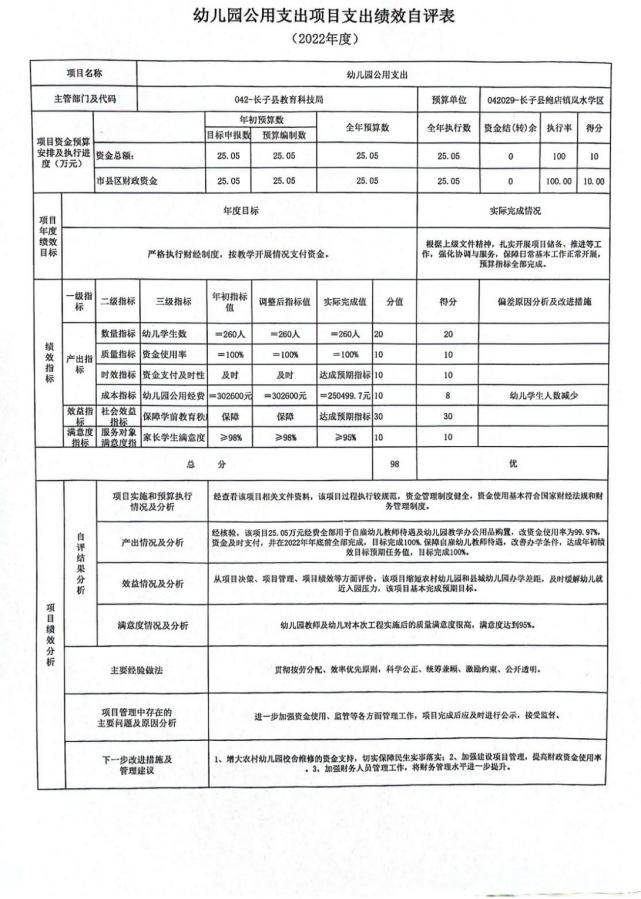 幼儿园公用支出项目支出绩效自评表
（2022年度）
项目名称 幼儿园公用支出
主管部门及代码 042-长子县教育科技局 预算单位 042029-长子县鲍店镇岚水学区
项目资金预算安排及执行进度（万元） 年初预算数 全年预算数 全年执行数 资金结(转)余 执行率 得分
目标申报数 预算编制数
资金总额： 25.05 25.05 25.05 25.05 0 100 10
市县区财政资金 25.05 25.05 25.05 25.05 0 100.00 10.00
项目年度绩效目标 年度目标 实际完成情况
严格执行财经制度，按教学开展情况支付资金。
根据上级文件精神，扎实开展项目储备、推进等工
作，强化协调与服务，保障日常基本工作正常开展，
预算指标全部完成。
绩效指标 一级指标 二级指标 三级指标 年初指标值 调整后指标值 实际完成值 分值 得分 偏差原因分析及改进措施
产出指标 数量指标 幼儿学生数 ＝260人 ＝260人 ＝260人 20 20
质量指标 资金使用率 ＝100% ＝100% ＝100% 10 10
时效指标 资金支付及时性 及时 及时 达成预期指标 10 10
成本指标 幼儿园公用经费 ＝302600元 ＝302600元 ＝250499.7元 10 8 幼儿学生人数减少
效益指标 社会效益指标 保障学前教育秩 保障 保障 达成预期指标 30 30
满意度指标 服务对象满意度指 家长学生满意度 ≥98% ≥98% ≥95% 10 10
总 分 98 优
项目绩效分析 自评结果分析
项目实施和预算执行
情况及分析
经查看该项目相关文件资料，该项目过程执行较规范，资金管理制度健全，资金使用基本符合国家财经法规和财
务管理制度。
产出情况及分析
经核验，该项目25.05万元经费全部用于自雇幼儿教师待遇及幼儿园教学办公用品购置，改资金使用率为99.97%，
资金及时支付，并在2022年年底前全部完成，目标完成100%.保障自雇幼儿教师待遇，改善办学条件，达成年初绩
效目标预期任务值，目标完成100%。
效益情况及分析
从项目决策、项目管理、项目绩效等方面评价，该项目缩短农村幼儿园和县城幼儿园办学差距，及时缓解幼儿就
近入园压力，该项目基本完成预期目标。
满意度情况及分析 幼儿园教师及幼儿对本次工程实施后的质量满意度很高，满意度达到95%。
主要经验做法 贯彻按劳分配、效率优先原则，科学公正、统筹兼顾、激励约束、公开透明。
项目管理中存在的
主要问题及原因分析
进一步加强资金使用、监管等各方面管理工作，项目完成后应及时进行公示，接受监督。
下一步改进措施及
管理建议
1、增大农村幼儿园校舍维修的资金支持，切实保障民生实事落实；2、加强建设项目管理，提高财政资金使用率
。3，加强财务人员管理工作，将财务管理水平进一步提升。